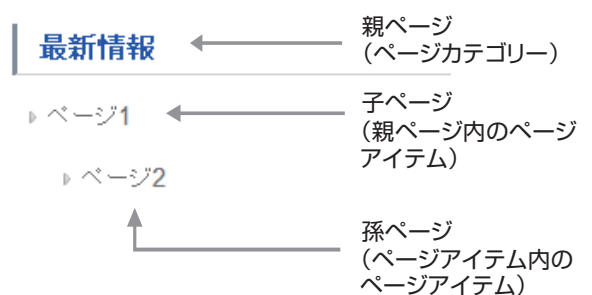 最新情報
親ページ
（ページカテゴリー）
ページ1
子ページ
（親ページ内のページ
アイテム）
ページ2
孫ページ
（ページアイテム内の
ページアイテム）